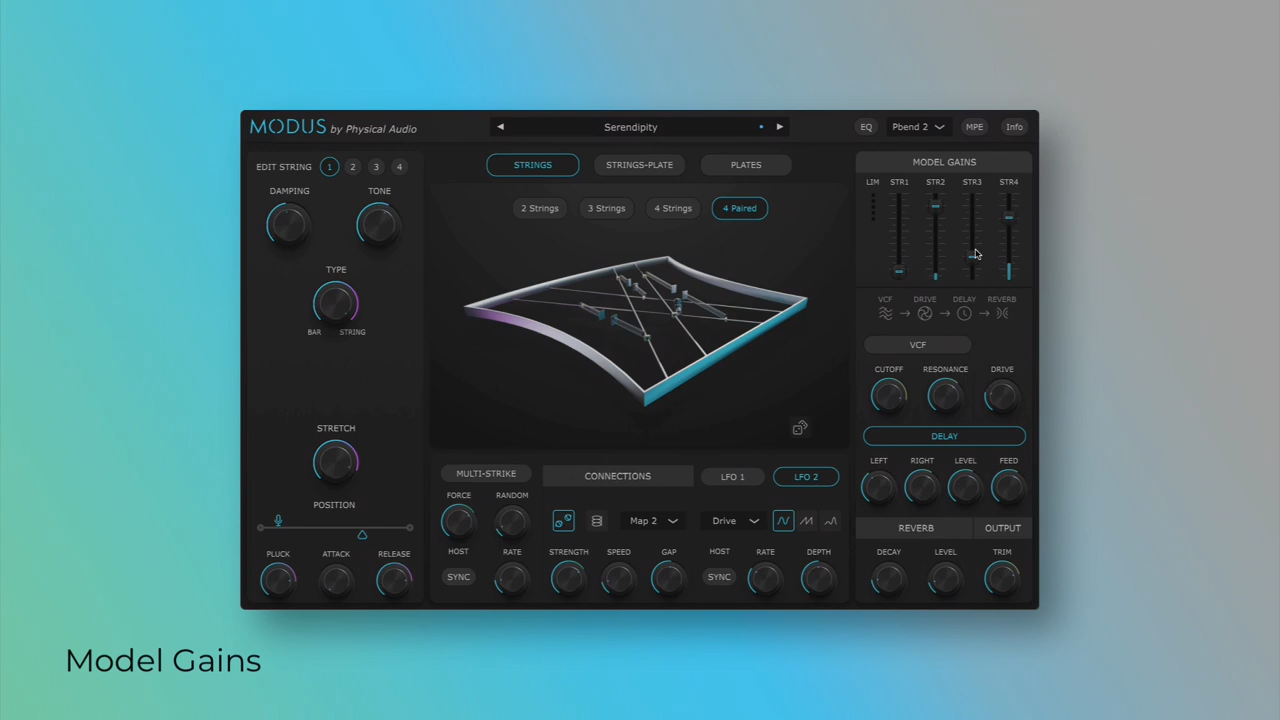 MODUS by Physical Audio
Serendipity
EQ
Pbend 2
MPE
Info
EDIT STRING 1 2 3 4
DAMPING TONE
TYPE
BAR STRING
STRETCH
POSITION
PLUCK ATTACK RELEASE
STRINGS STRINGS-PLATE PLATES
2 Strings 3 Strings 4 Strings 4 Paired
MULTI-STRIKE
FORCE RANDOM
HOST RATE
SYNC
CONNECTIONS
Map 2
STRENGTH SPEED GAP
LFO 1 LFO 2
Drive
HOST RATE DEPTH
SYNC
MODEL GAINS
LIM STR1 STR2 STR3 STR4
VCF DRIVE DELAY REVERB
VCF
CUTOFF RESONANCE DRIVE
DELAY
LEFT RIGHT LEVEL FEED
REVERB OUTPUT
DECAY LEVEL TRIM
Model Gains